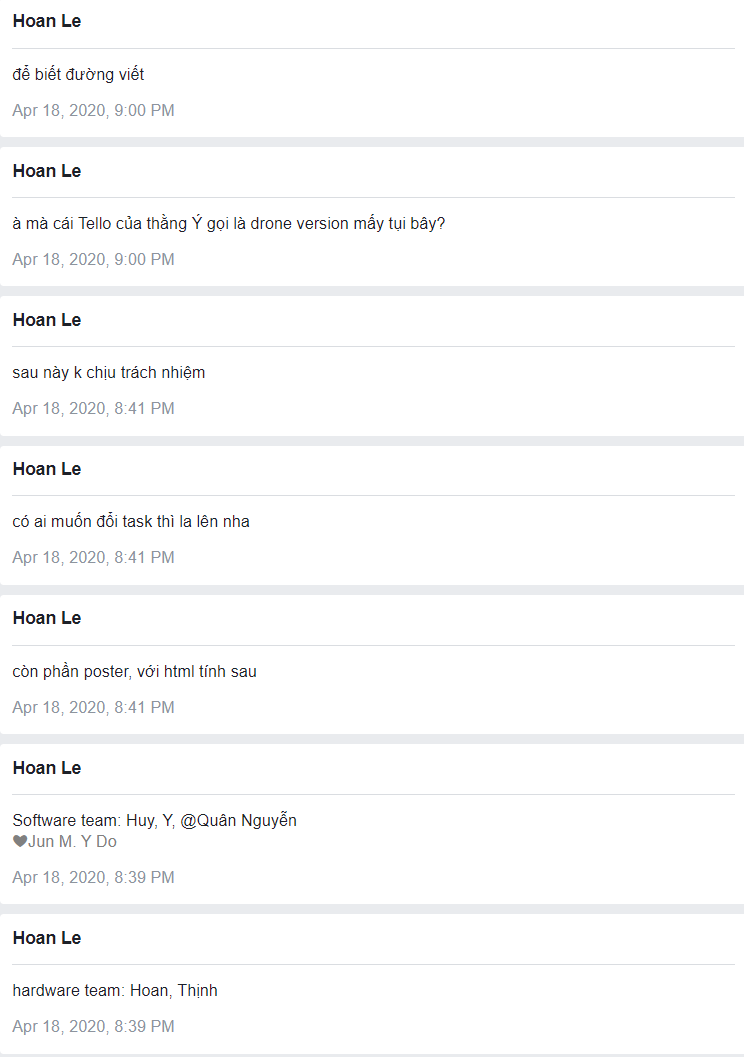 Hoan Le
để biết đường viết
Apr 18, 2020, 9:00 PM
Hoan Le
à mà cái Tello của thằng Ý gọi là drone version mấy tụi bây?
Apr 18, 2020, 9:00 PM
Hoan Le
sau này k chịu trách nhiệm
Apr 18, 2020, 8:41 PM
Hoan Le
có ai muốn đổi task thì la lên nha
Apr 18, 2020, 8:41 PM
Hoan Le
còn phần poster, với html tính sau
Apr 18, 2020, 8:41 PM
Hoan Le
Software team: Huy, Y, @Quân Nguyễn
❤Jun M. Y Do
Apr 18, 2020, 8:39 PM
Hoan Le
hardware team: Hoan, Thịnh
Apr 18, 2020, 8:39 PM